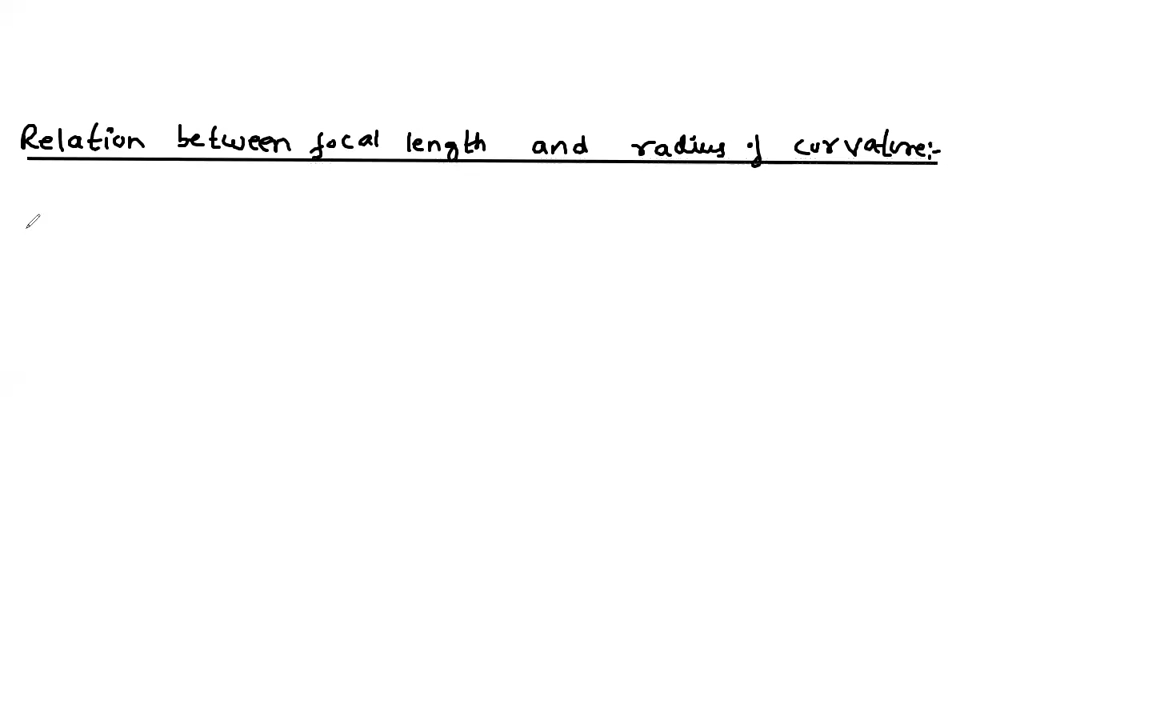 Relation between focal length and radius of curvature:-